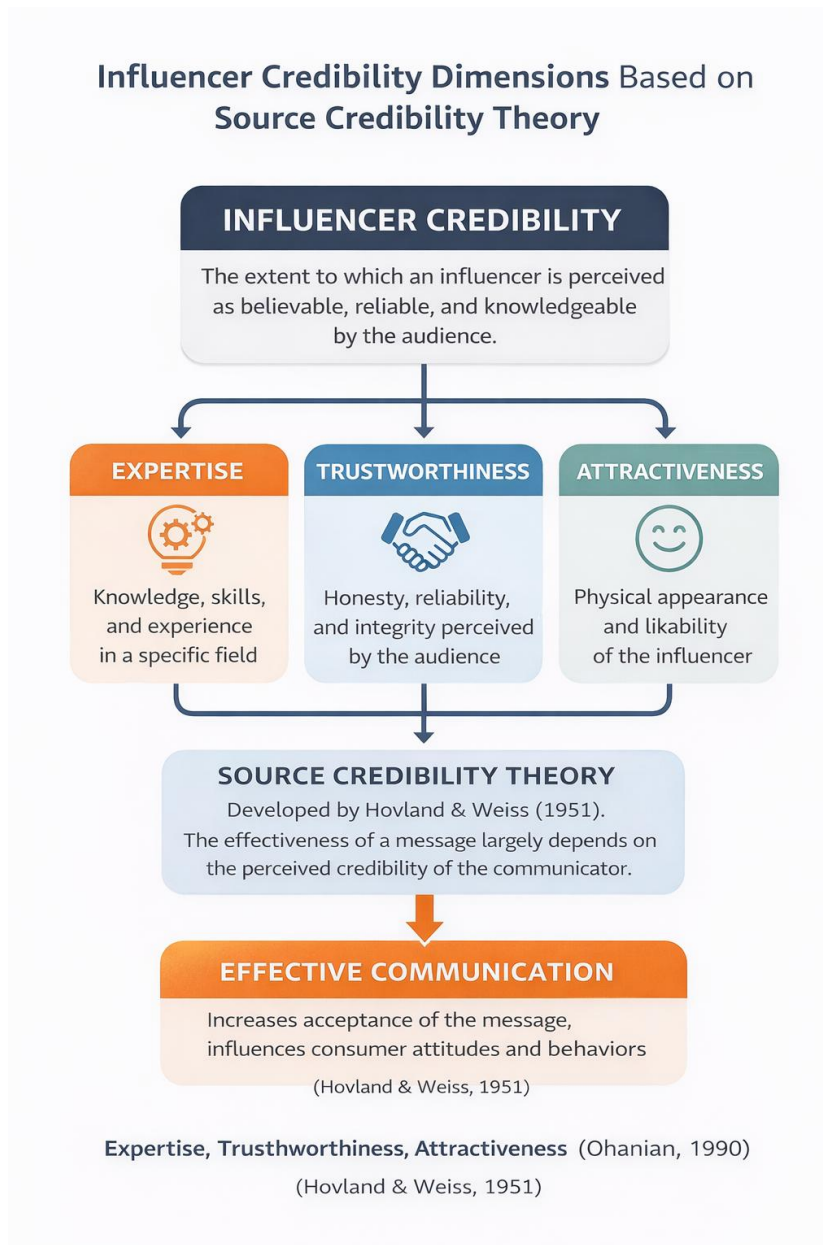 Influencer Credibility Dimensions Based on
Source Credibility Theory
INFLUENCER CREDIBILITY
The extent to which an influencer is perceived
as believable, reliable, and knowledgeable
by the audience.
EXPERTISE
Knowledge, skills,
and experience
in a specific field
TRUSTWORTHINESS
Honesty, reliability,
and integrity perceived
by the audience
ATTRACTIVENESS
Physical appearance
and likability
of the influencer
SOURCE CREDIBILITY THEORY
Developed by Hovland & Weiss (1951).
The effectiveness of a message largely depends on
the perceived credibility of the communicator.
EFFECTIVE COMMUNICATION
Increases acceptance of the message,
influences consumer attitudes and behaviors
(Hovland & Weiss, 1951)
Expertise, Trusthworthiness, Attractiveness (Ohanian, 1990)
(Hovland & Weiss, 1951)